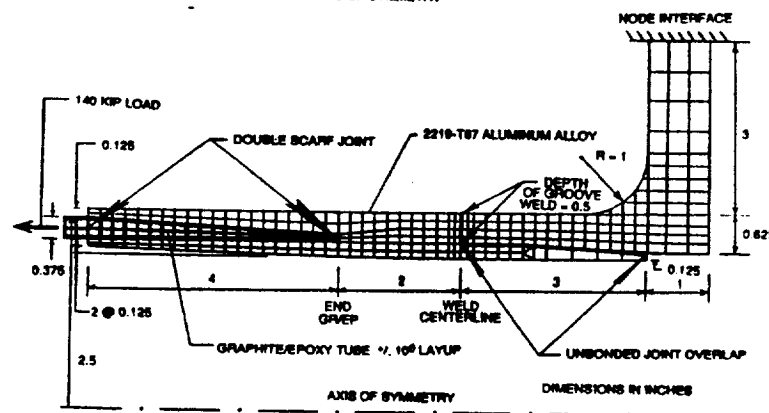 NODE INTERFACE
140 KIP LOAD
0.125
DOUBLE SCARF JOINT
2219-T87 ALUMINUM ALLOY
R = 1
3
DEPTH
OF GROOVE
WELD = 0.5
0.62
0.375
0.125
4
2
3
1
2 @ 0.125
END
GR/EP
WELD
CENTERLINE
2.5
GRAPHITE/EPOXY TUBE +/- 10° LAYUP
UNBONDED JOINT OVERLAP
AXIS OF SYMMETRY
DIMENSIONS IN INCHES